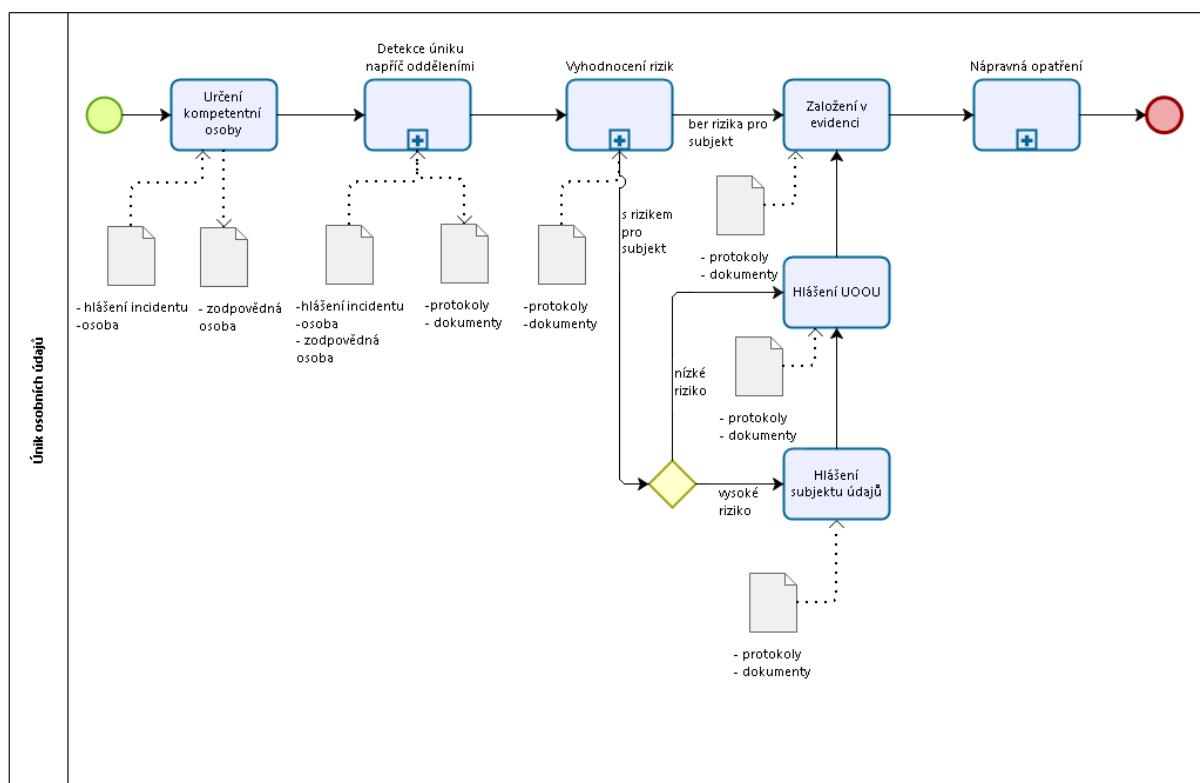 Únik osobních údajů
Určení
kompetentní
osoby
Detekce úniku
napříč odděleními
Vyhodnocení rizik
ber rizika pro
subjekt
Založení v
evidenci
Nápravná opatření
- hlášení incidentu
-osoba
- zodpovědná
osoba
- hlášení incidentu
-osoba
- zodpovědná
osoba
-protokoly
- dokumenty
-protokoly
-dokumenty
s rizikem
pro
subjekt
- protokoly
- dokumenty
Hlášení UOOU
nízké
riziko
- protokoly
- dokumenty
vysoké
riziko
Hlášení
subjektu údajů
- protokoly
- dokumenty